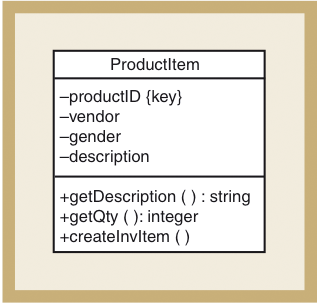 ProductItem
–productID {key}
–vendor
–gender
–description
+getDescription ( ) : string
+getQty ( ): integer
+createInvItem ( )